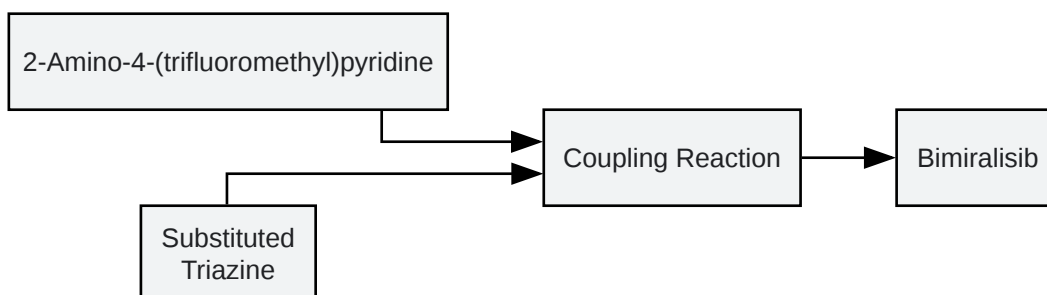 2-Amino-4-(trifluoromethyl)pyridine
Coupling Reaction
Bimiralisib
Substituted
Triazine